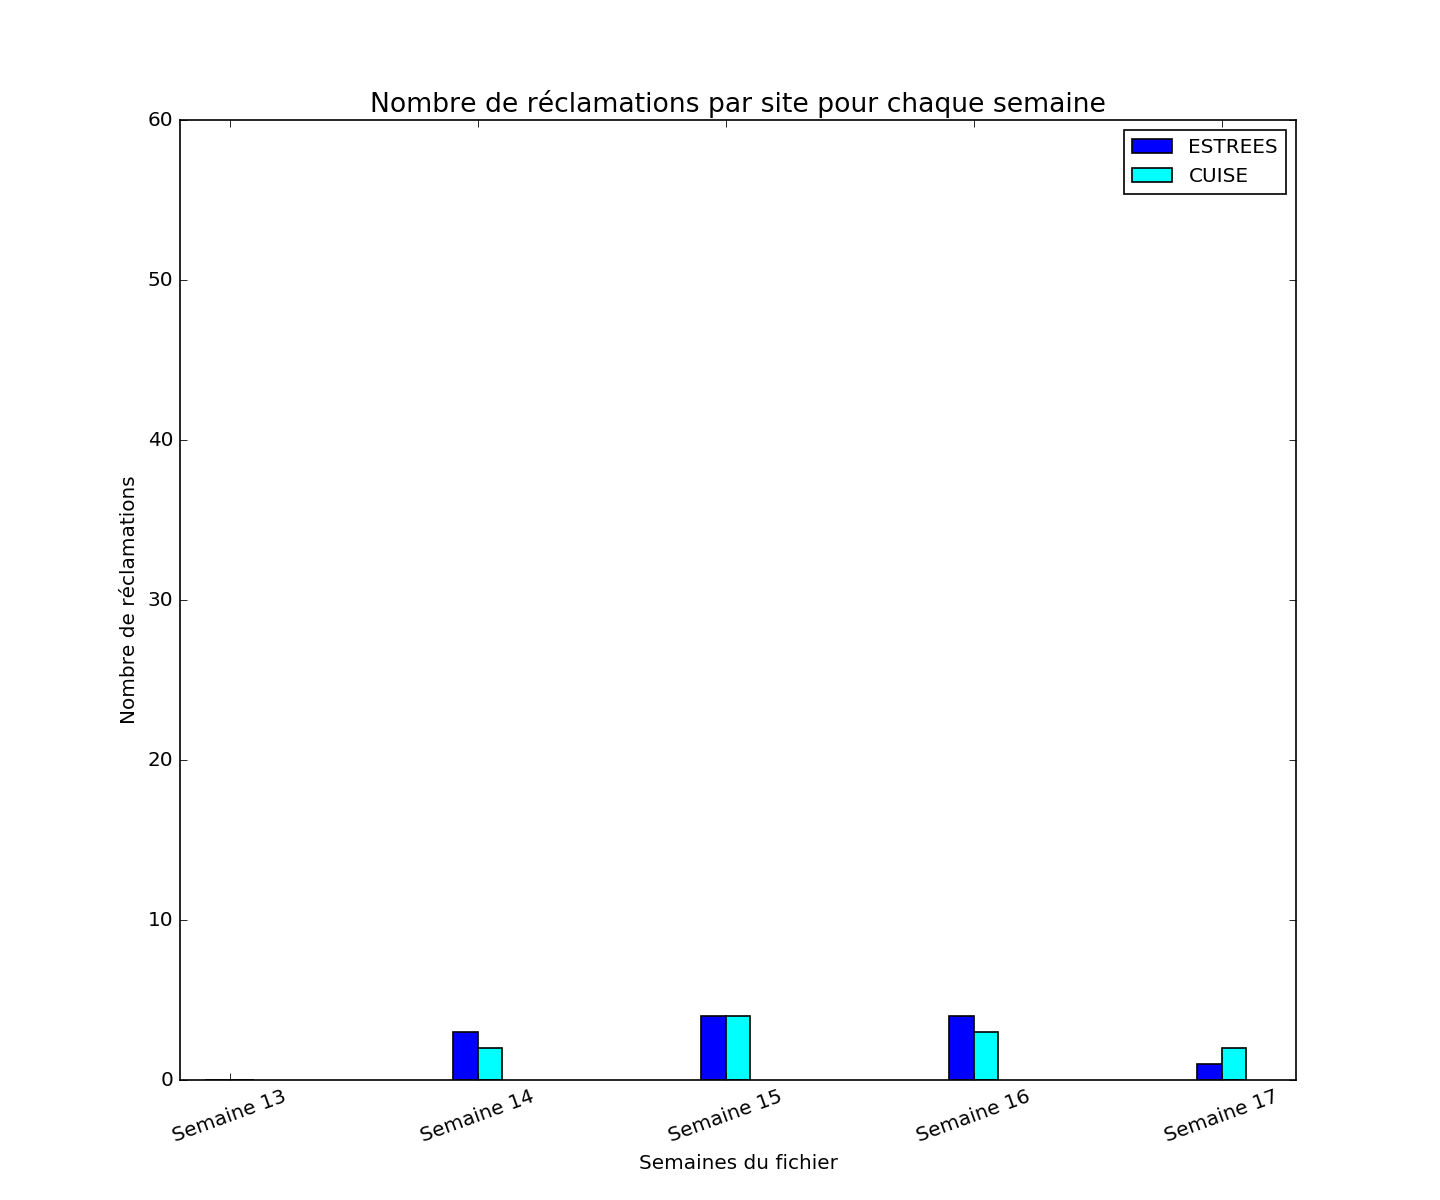 Nombre de réclamations par site pour chaque semaine
60
50
40
30
20
10
0
Nombre de réclamations
ESTREES
CUISE
Semaine 13
Semaine 14
Semaine 15
Semaine 16
Semaine 17
Semaines du fichier